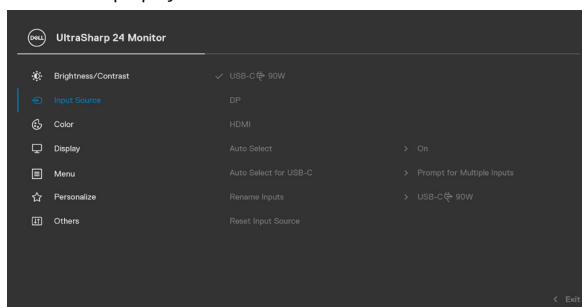 DELL UltraSharp 24 Monitor
Brightness/Contrast USB-C 90W
Input Source DP
Color HDMI
Display Auto Select On
Menu Auto Select for USB-C Prompt for Multiple Inputs
Personalize Rename Inputs USB-C 90W
Others Reset Input Source
Exit